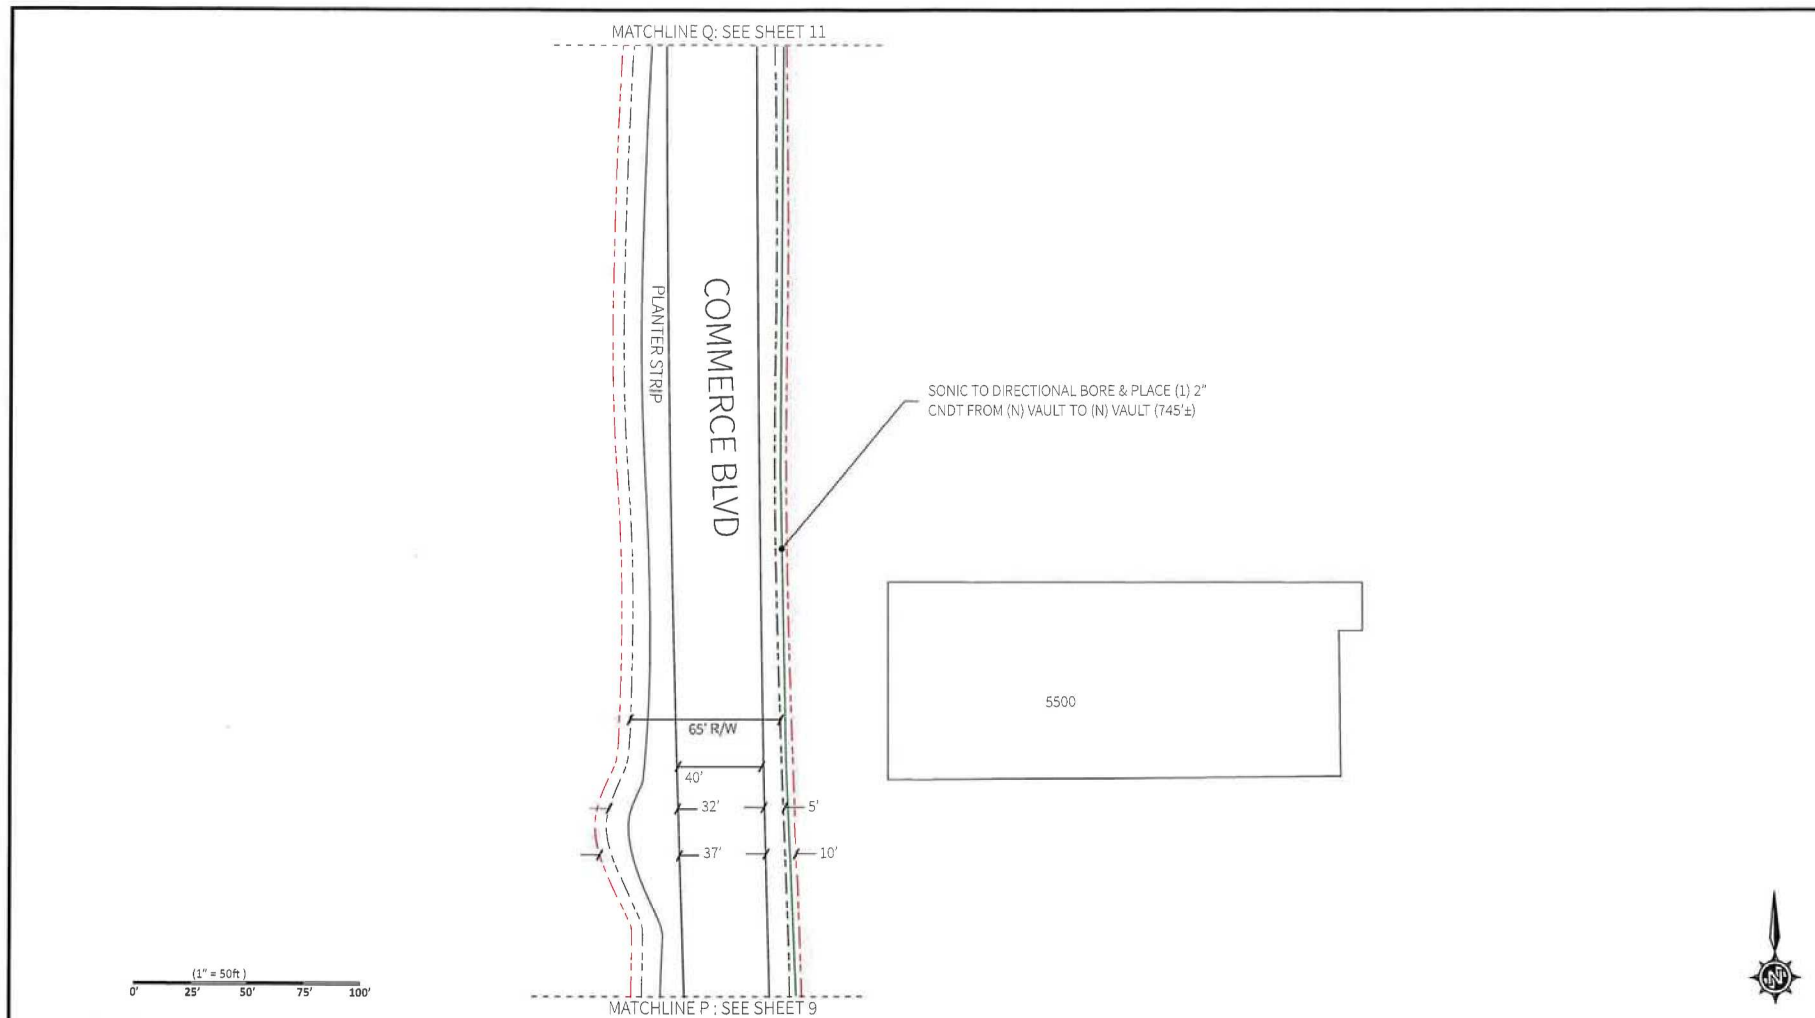 MATCHLINE Q: SEE SHEET 11
PLANTER STRIP
COMMERCE BLVD
SONIC TO DIRECTIONAL BORE & PLACE (1) 2"
CNDT FROM (N) VAULT TO (N) VAULT (745'±)
5500
65' R/W
40'
32'
5'
37'
10'
(1" = 50ft )
0' 25' 50' 75' 100'
N
MATCHLINE P : SEE SHEET 9